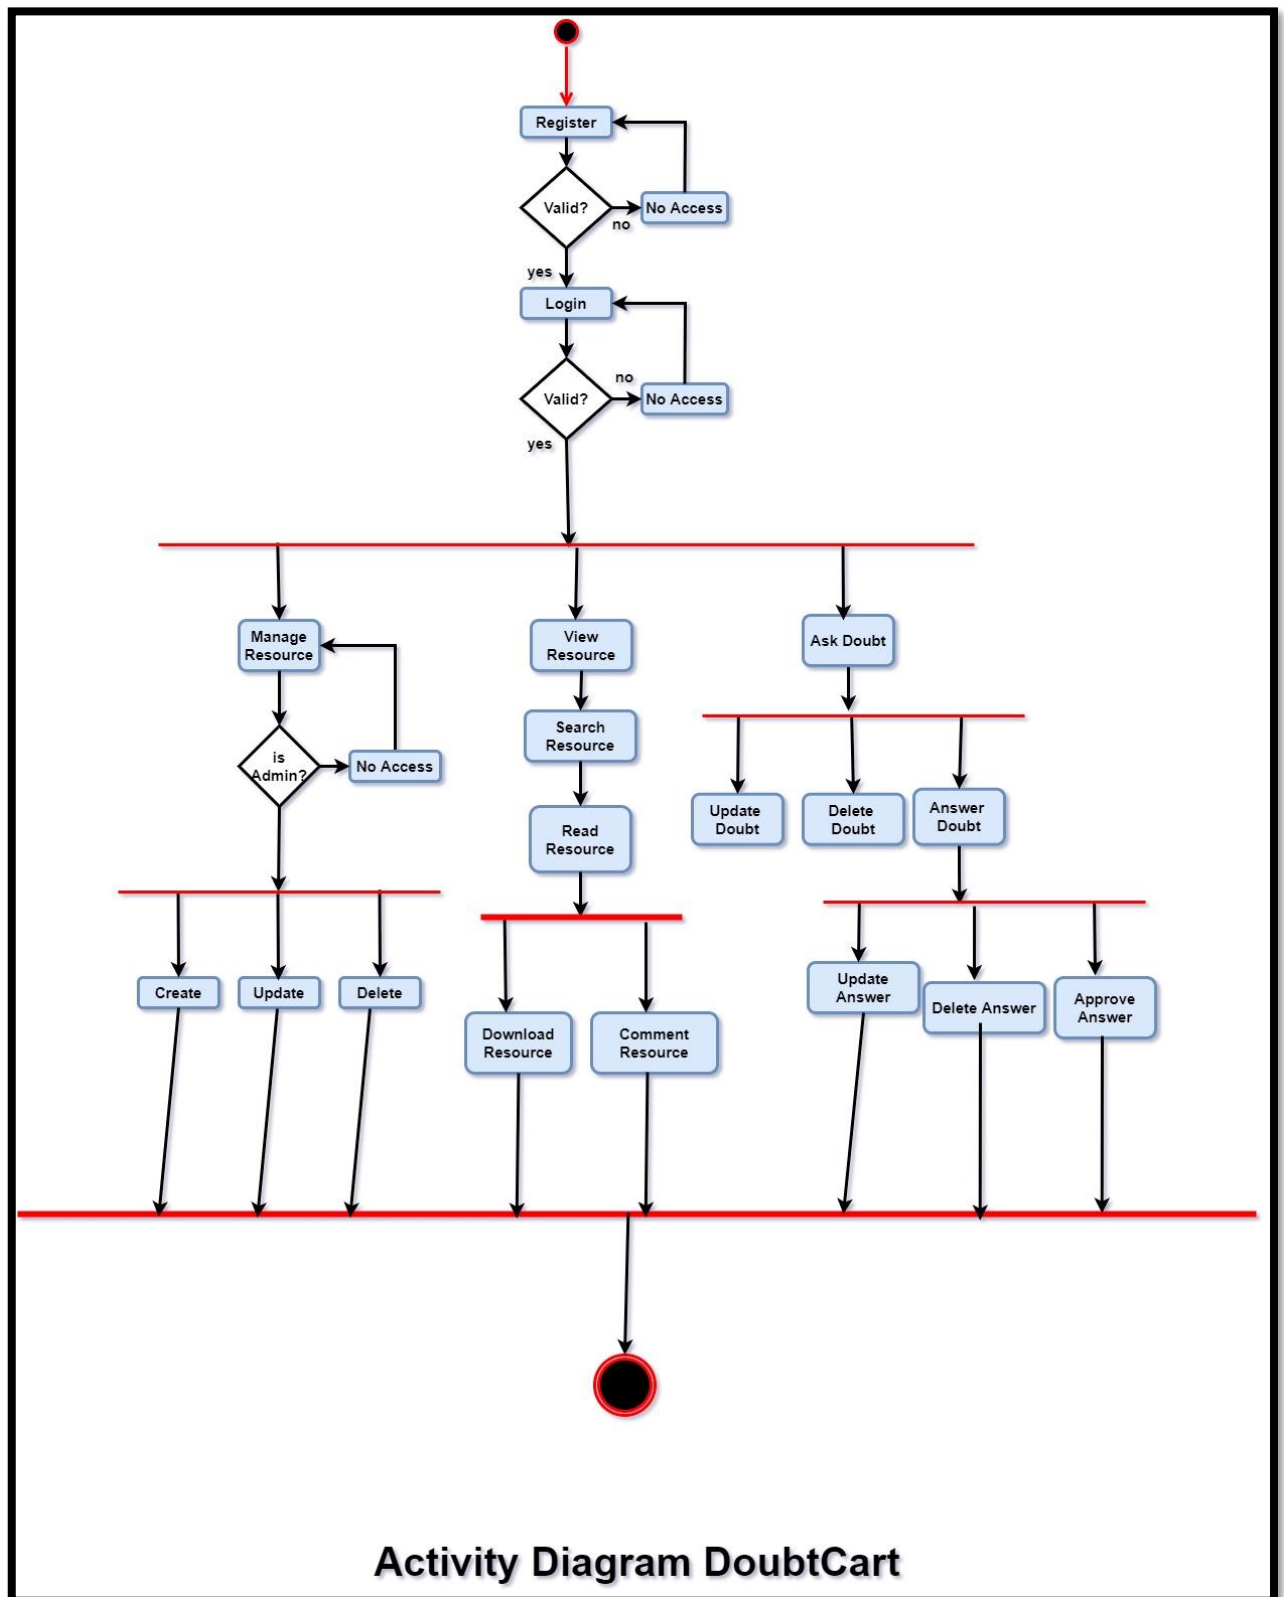 Register
Valid?
No Access
no
yes
Login
no
Valid?
No Access
yes
Manage
Resource
View
Resource
Ask Doubt
Search
Resource
is
Admin?
No Access
Read
Resource
Update
Doubt
Delete
Doubt
Answer
Doubt
Create
Update
Delete
Download
Resource
Comment
Resource
Update
Answer
Delete Answer
Approve
Answer
Activity Diagram DoubtCart